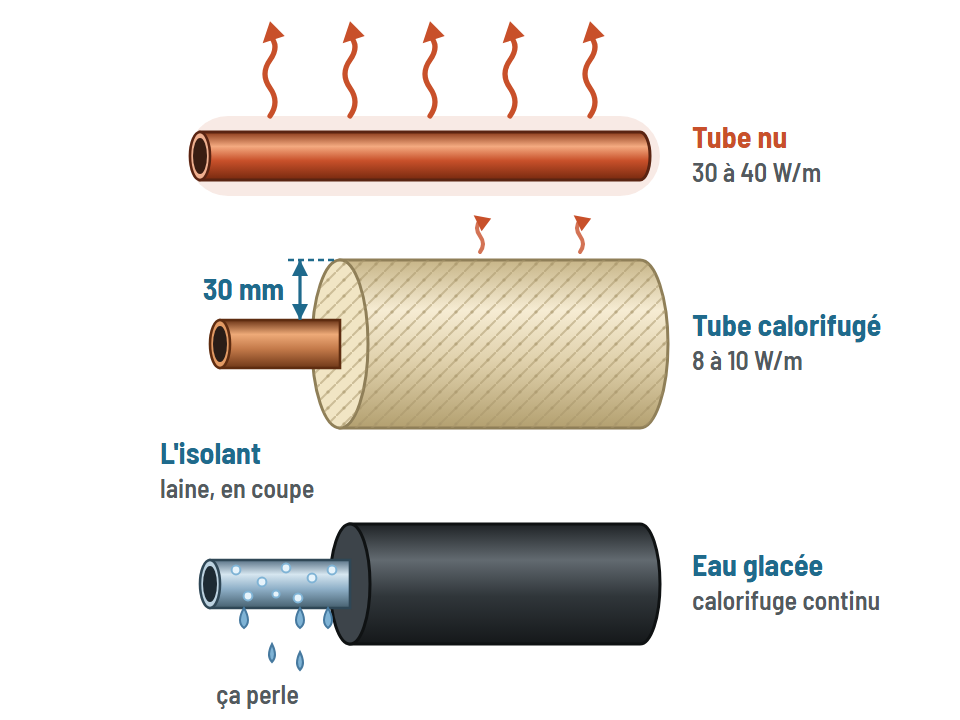 Tube nu
30 à 40 W/m
30 mm
Tube calorifugé
8 à 10 W/m
L'isolant
laine, en coupe
Eau glacée
calorifuge continu
ça perle